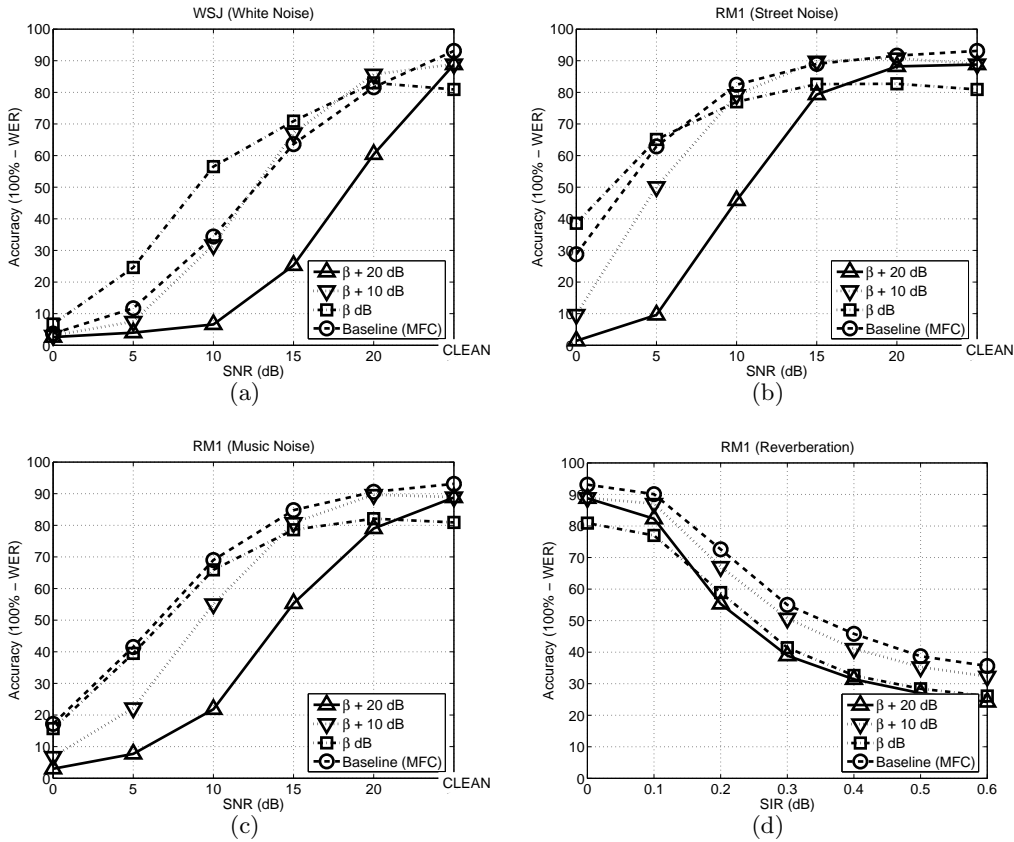 WSJ (White Noise)
100
90
80
70
60
50
40
30
20
10
0
Accuracy (100% − WER)
0
5
10
15
20
CLEAN
SNR (dB)
β + 20 dB
β + 10 dB
β dB
Baseline (MFC)
(a)
RM1 (Street Noise)
100
90
80
70
60
50
40
30
20
10
0
Accuracy (100% − WER)
0
5
10
15
20
CLEAN
SNR (dB)
β + 20 dB
β + 10 dB
β dB
Baseline (MFC)
(b)
RM1 (Music Noise)
100
90
80
70
60
50
40
30
20
10
0
Accuracy (100% − WER)
0
5
10
15
20
CLEAN
SNR (dB)
β + 20 dB
β + 10 dB
β dB
Baseline (MFC)
(c)
RM1 (Reverberation)
100
90
80
70
60
50
40
30
20
10
0
Accuracy (100% − WER)
0
0.1
0.2
0.3
0.4
0.5
0.6
SIR (dB)
β + 20 dB
β + 10 dB
β dB
Baseline (MFC)
(d)